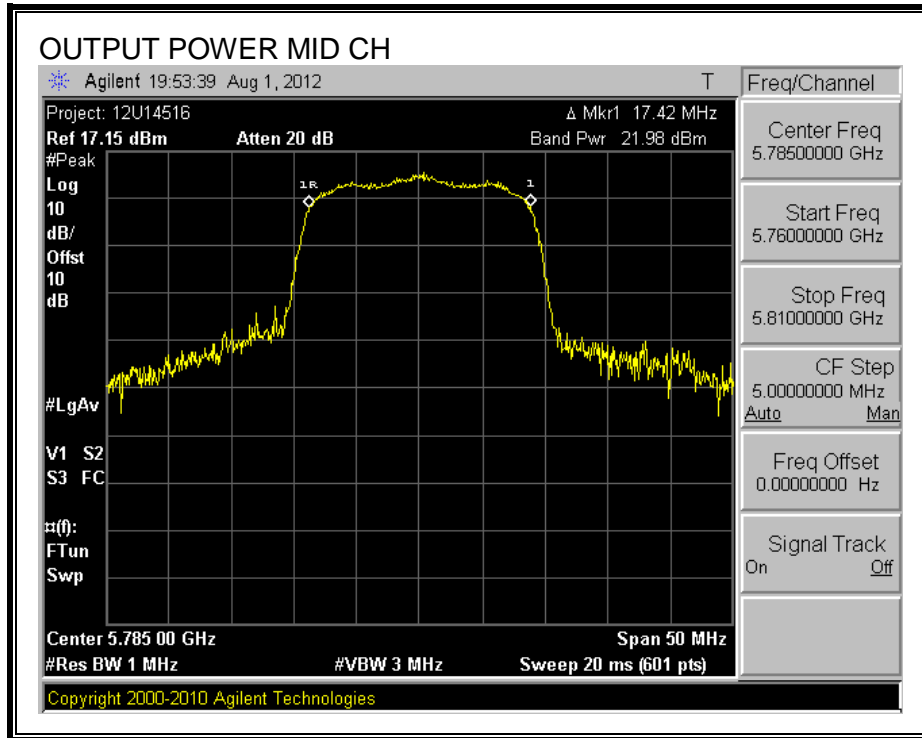 OUTPUT POWER MID CH
Agilent 19:53:39 Aug 1, 2012 T
Freq/Channel
Project: 12U14516 Δ Mkr1 17.42 MHz
Ref 17.15 dBm Atten 20 dB Band Pwr 21.98 dBm
#Peak
Log
10
dB/
Offst
10
dB
1R
1
#LgAv
V1 S2
S3 FC
¤(f):
FTun
Swp
Center 5.785 00 GHz Span 50 MHz
#Res BW 1 MHz #VBW 3 MHz Sweep 20 ms (601 pts)
Center Freq
5.78500000 GHz
Start Freq
5.76000000 GHz
Stop Freq
5.81000000 GHz
CF Step
5.00000000 MHz
Auto Man
Freq Offset
0.00000000 Hz
Signal Track
On Off
Copyright 2000-2010 Agilent Technologies